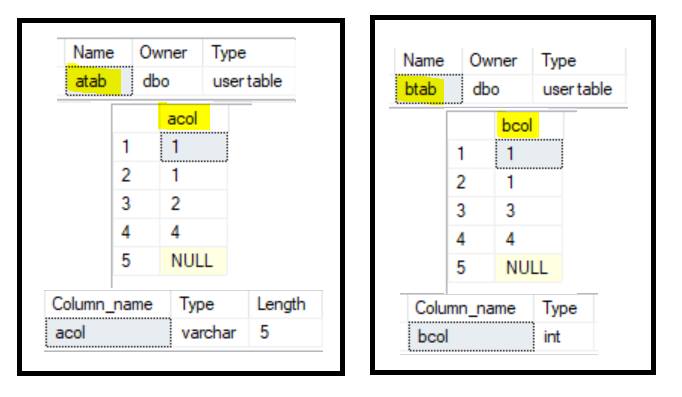 Name Owner Type
atab dbo user table
acol
1 1
2 1
3 2
4 4
5 NULL
Column_name Type Length
acol varchar 5
Name Owner Type
btab dbo user table
bcol
1 1
2 1
3 3
4 4
5 NULL
Column_name Type
bcol int